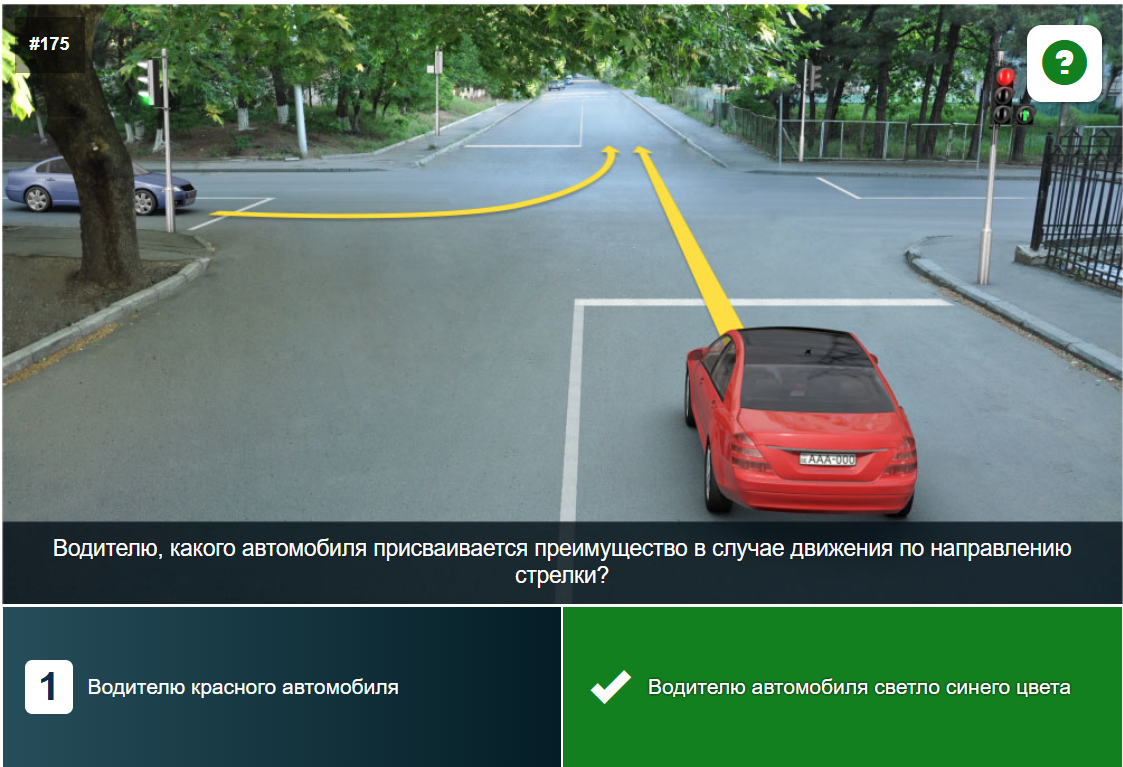 #175
?
AAA-000
Водителю, какого автомобиля присваивается преимущество в случае движения по направлению
стрелки?
1 Водителю красного автомобиля
Водителю автомобиля светло синего цвета